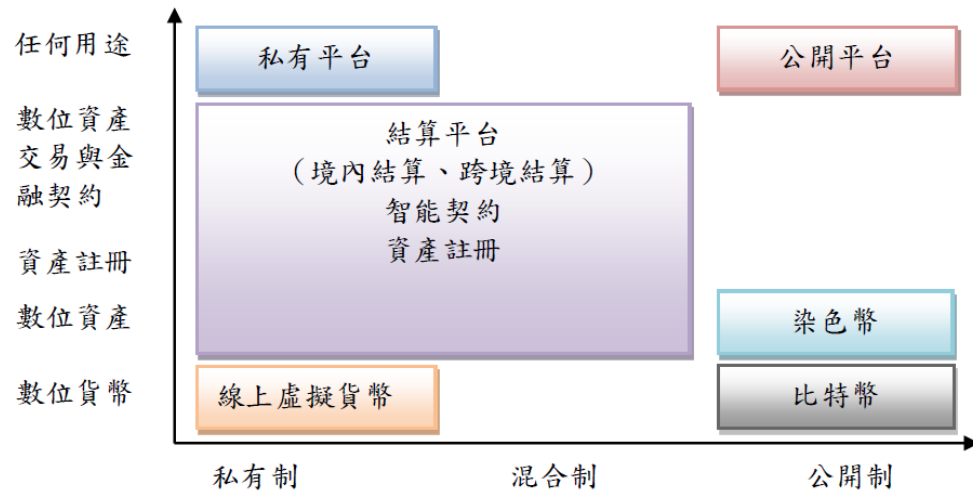 任何用途
私有平台
公開平台
數位資產
交易與金
融契約
結算平台
（境內結算、跨境結算）
智能契約
資產註冊
資產註冊
數位資產
染色幣
數位貨幣
線上虛擬貨幣
比特幣
私有制
混合制
公開制